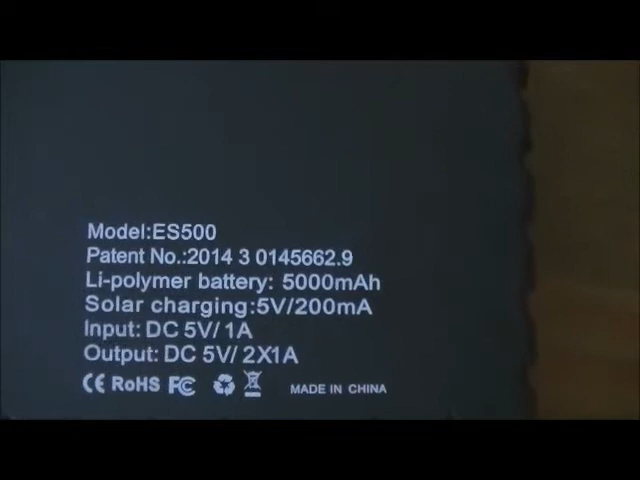 Model:ES500
Patent No.:2014 3 0145662.9
Li-polymer battery: 5000mAh
Solar charging:5V/200mA
Input: DC 5V/ 1A
Output: DC 5V/ 2X1A
CE RoHS FC MADE IN CHINA